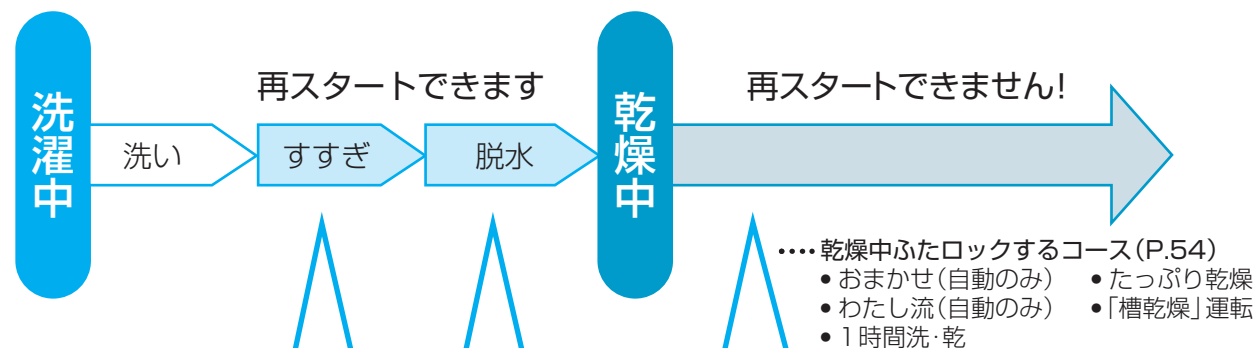 洗濯中
再スタートできます
洗い
すすぎ
脱水
乾燥中
再スタートできません!
‥‥乾燥中ふたロックするコース(P.54)
●おまかせ(自動のみ) ●たっぷり乾燥
●わたし流(自動のみ) ●「槽乾燥」運転
●1時間洗・乾